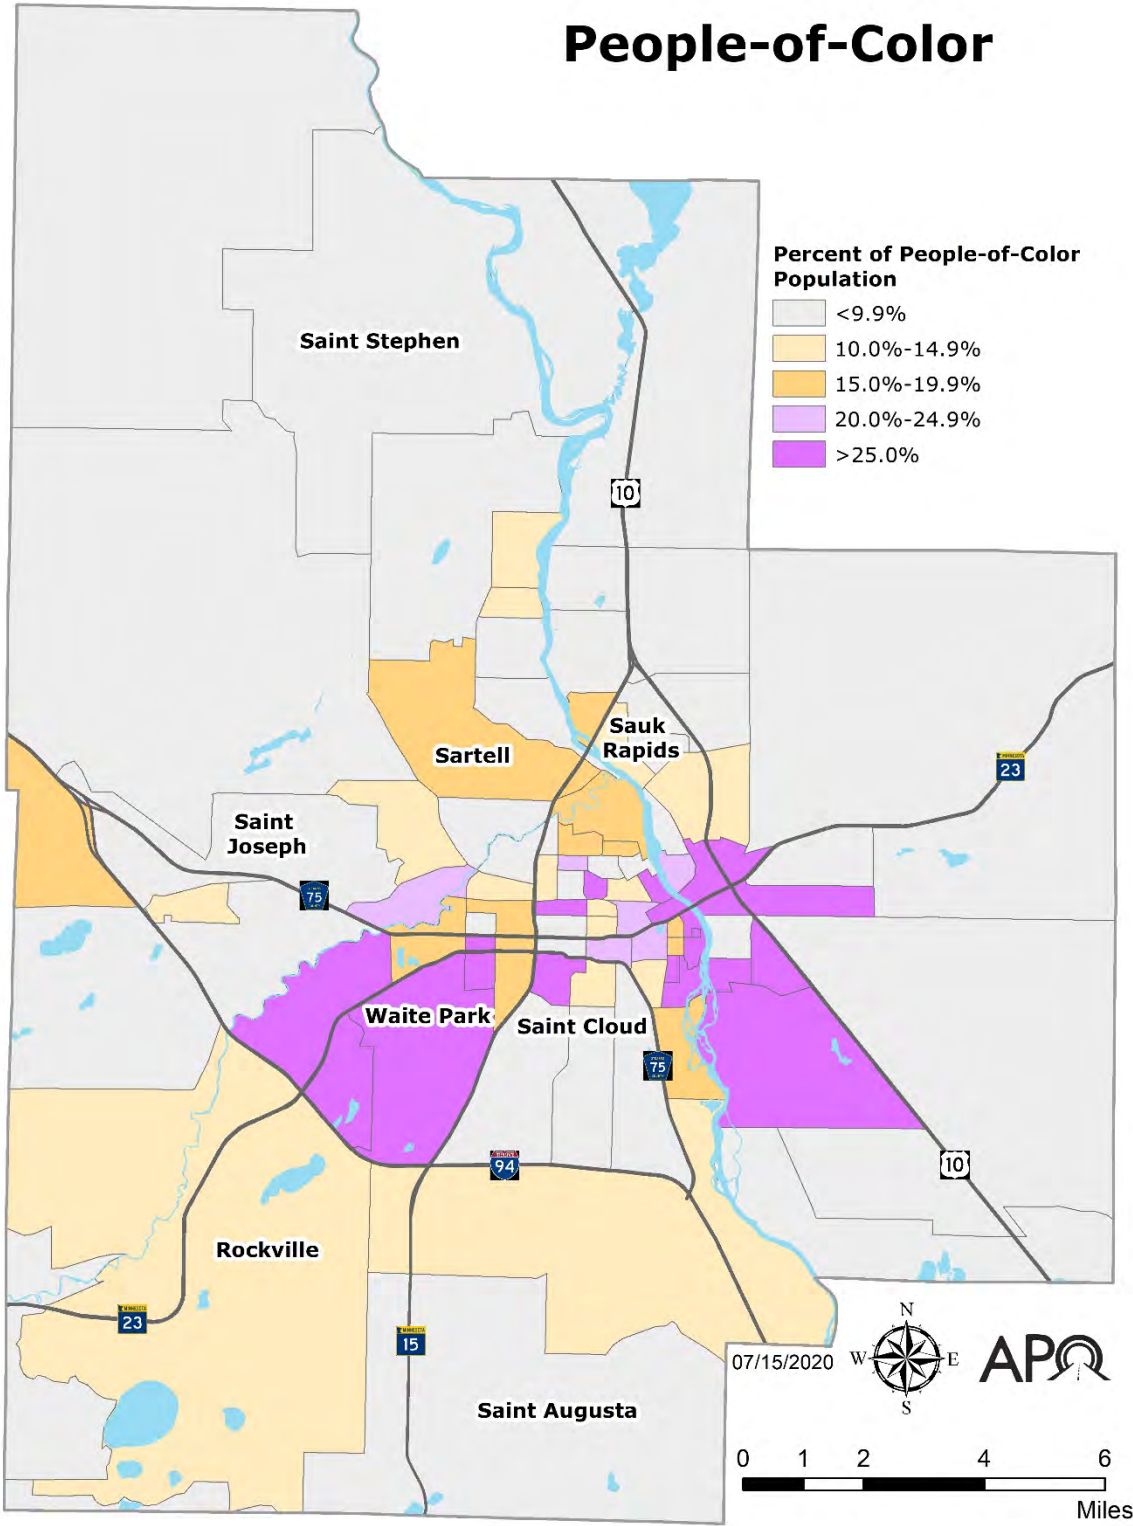 People-of-Color
Percent of People-of-Color
Population
<9.9%
10.0%-14.9%
15.0%-19.9%
20.0%-24.9%
>25.0%
Saint Stephen
10
Sauk
Rapids
Sartell
MINNESOTA
23
Saint
Joseph
75
Waite Park
Saint Cloud
75
94
10
Rockville
MINNESOTA
23
MINNESOTA
15
Saint Augusta
07/15/2020
N
W
E
S
APO
0 1 2 4 6
Miles